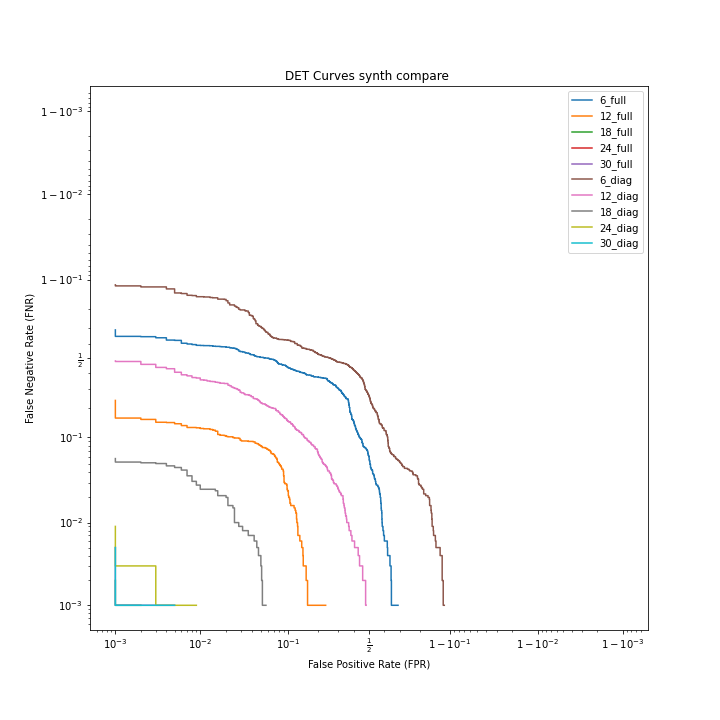 DET Curves synth compare
6_full
12_full
18_full
24_full
30_full
6_diag
12_diag
18_diag
24_diag
30_diag
1 − 10⁻³
1 − 10⁻²
1 − 10⁻¹
1/2
10⁻¹
10⁻²
10⁻³
False Negative Rate (FNR)
10⁻³ 10⁻² 10⁻¹ 1/2 1 − 10⁻¹ 1 − 10⁻² 1 − 10⁻³
False Positive Rate (FPR)